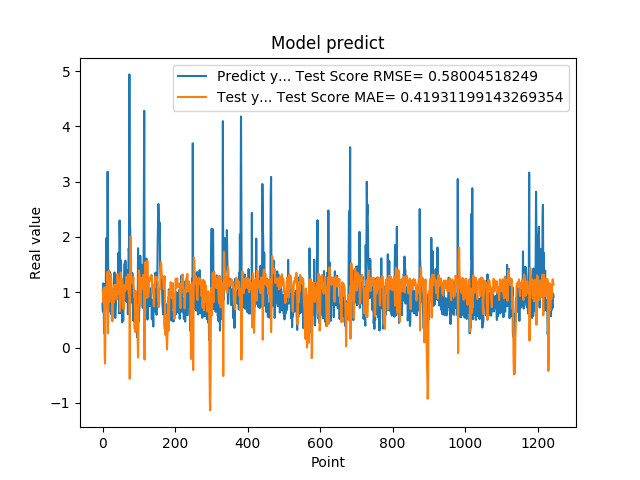 Model predict
Predict y... Test Score RMSE= 0.58004518249
Test y... Test Score MAE= 0.41931199143269354
5
4
3
2
1
0
−1
Real value
0 200 400 600 800 1000 1200
Point